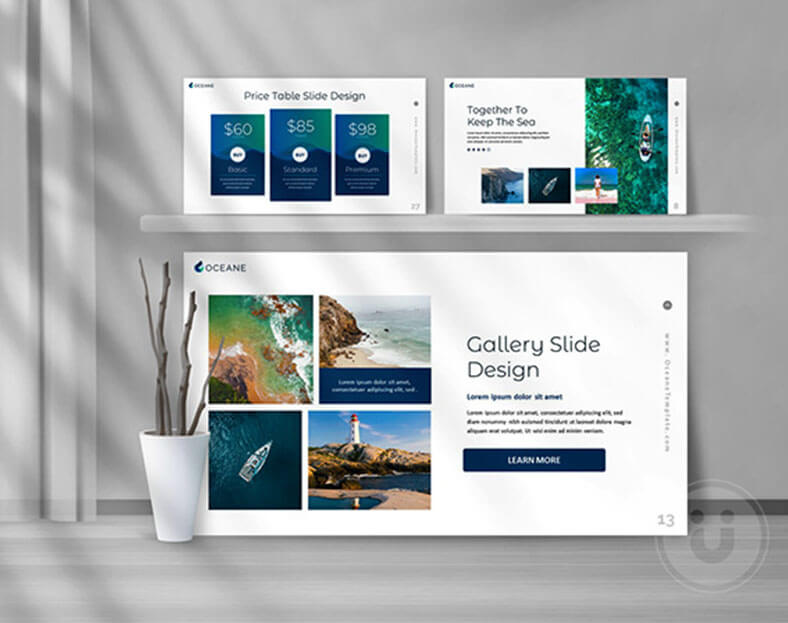 OCEANE
Price Table Slide Design
$60
$85
$98
BUY
BUY
BUY
Basic
Standard
Premium
27
OCEANE
Together To
Keep The Sea
8
OCEANE
Lorem ipsum dolor sit amet,
consectetuer adipiscing elit, sed .
Gallery Slide
Design
Lorem ipsum dolor sit amet
Lorem ipsum dolor sit amet, consectetuer adipiscing elit, sed
diam nonummy nibh euismod tincidunt ut laoreet dolore magna
aliquam erat volutpat. Ut wisi enim ad minim veniam.
LEARN MORE
www.OceaneTemplate.com
13